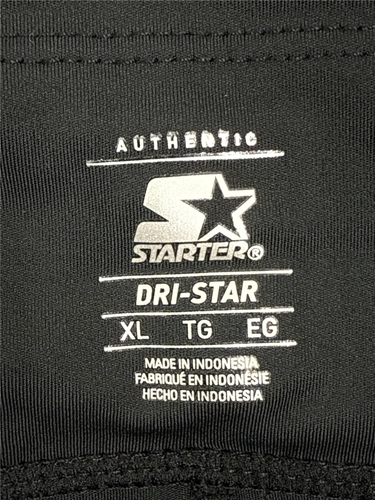 AUTHENTIC
STARTER®
DRI-STAR
XL TG EG
MADE IN INDONESIA
FABRIQUÉ EN INDONÉSIE
HECHO EN INDONESIA